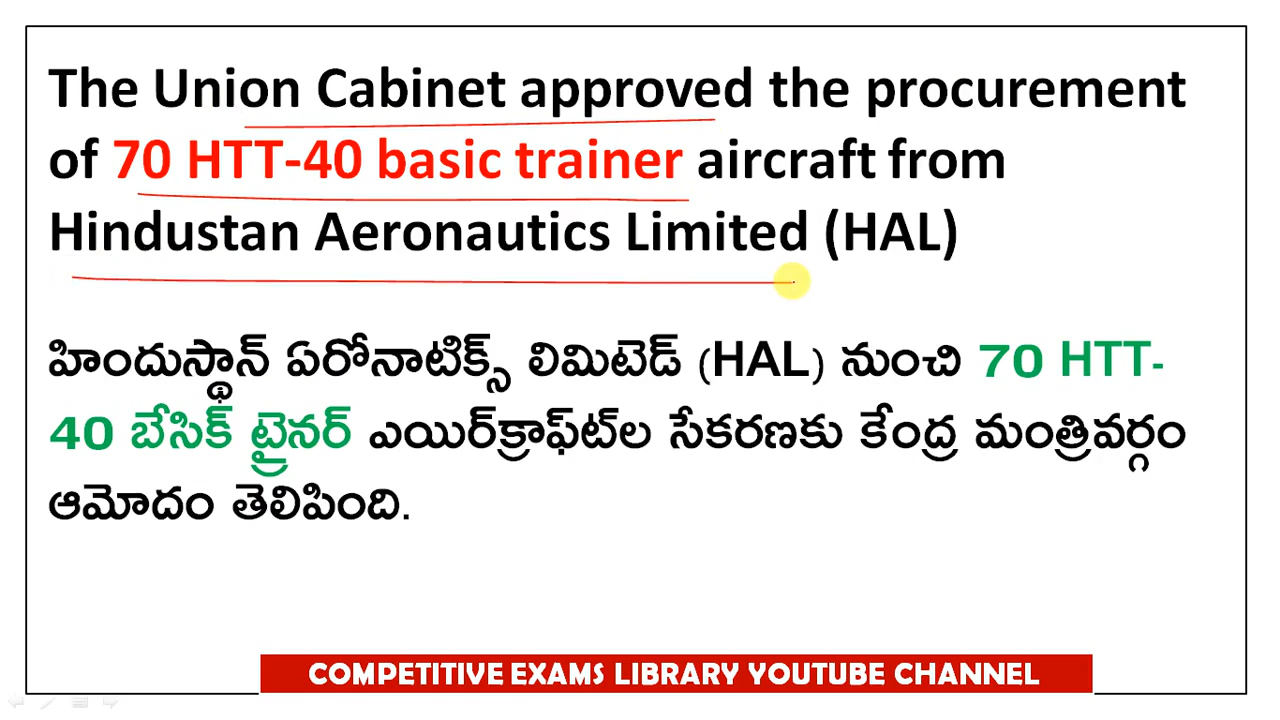 The Union Cabinet approved the procurement
of 70 HTT-40 basic trainer aircraft from
Hindustan Aeronautics Limited (HAL)
హిందుస్థాన్ ఏరోనాటిక్స్ లిమిటెడ్ (HAL) నుంచి 70 HTT-
40 బేసిక్ ట్రైనర్ ఎయిర్‌క్రాఫ్ట్‌ల సేకరణకు కేంద్ర మంత్రివర్గం
ఆమోదం తెలిపింది.
COMPETITIVE EXAMS LIBRARY YOUTUBE CHANNEL